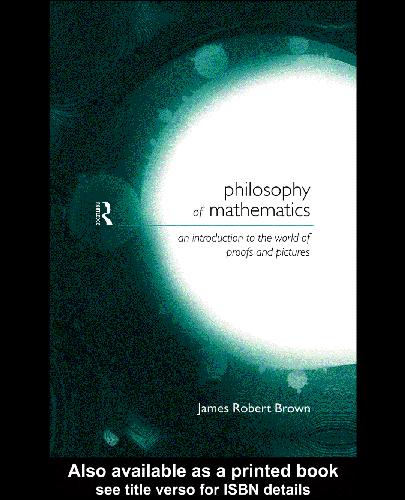 philosophy
of mathematics
ROUTLEDGE
an introduction to the world of
proofs and pictures
James Robert Brown
Also available as a printed book
see title verso for ISBN details